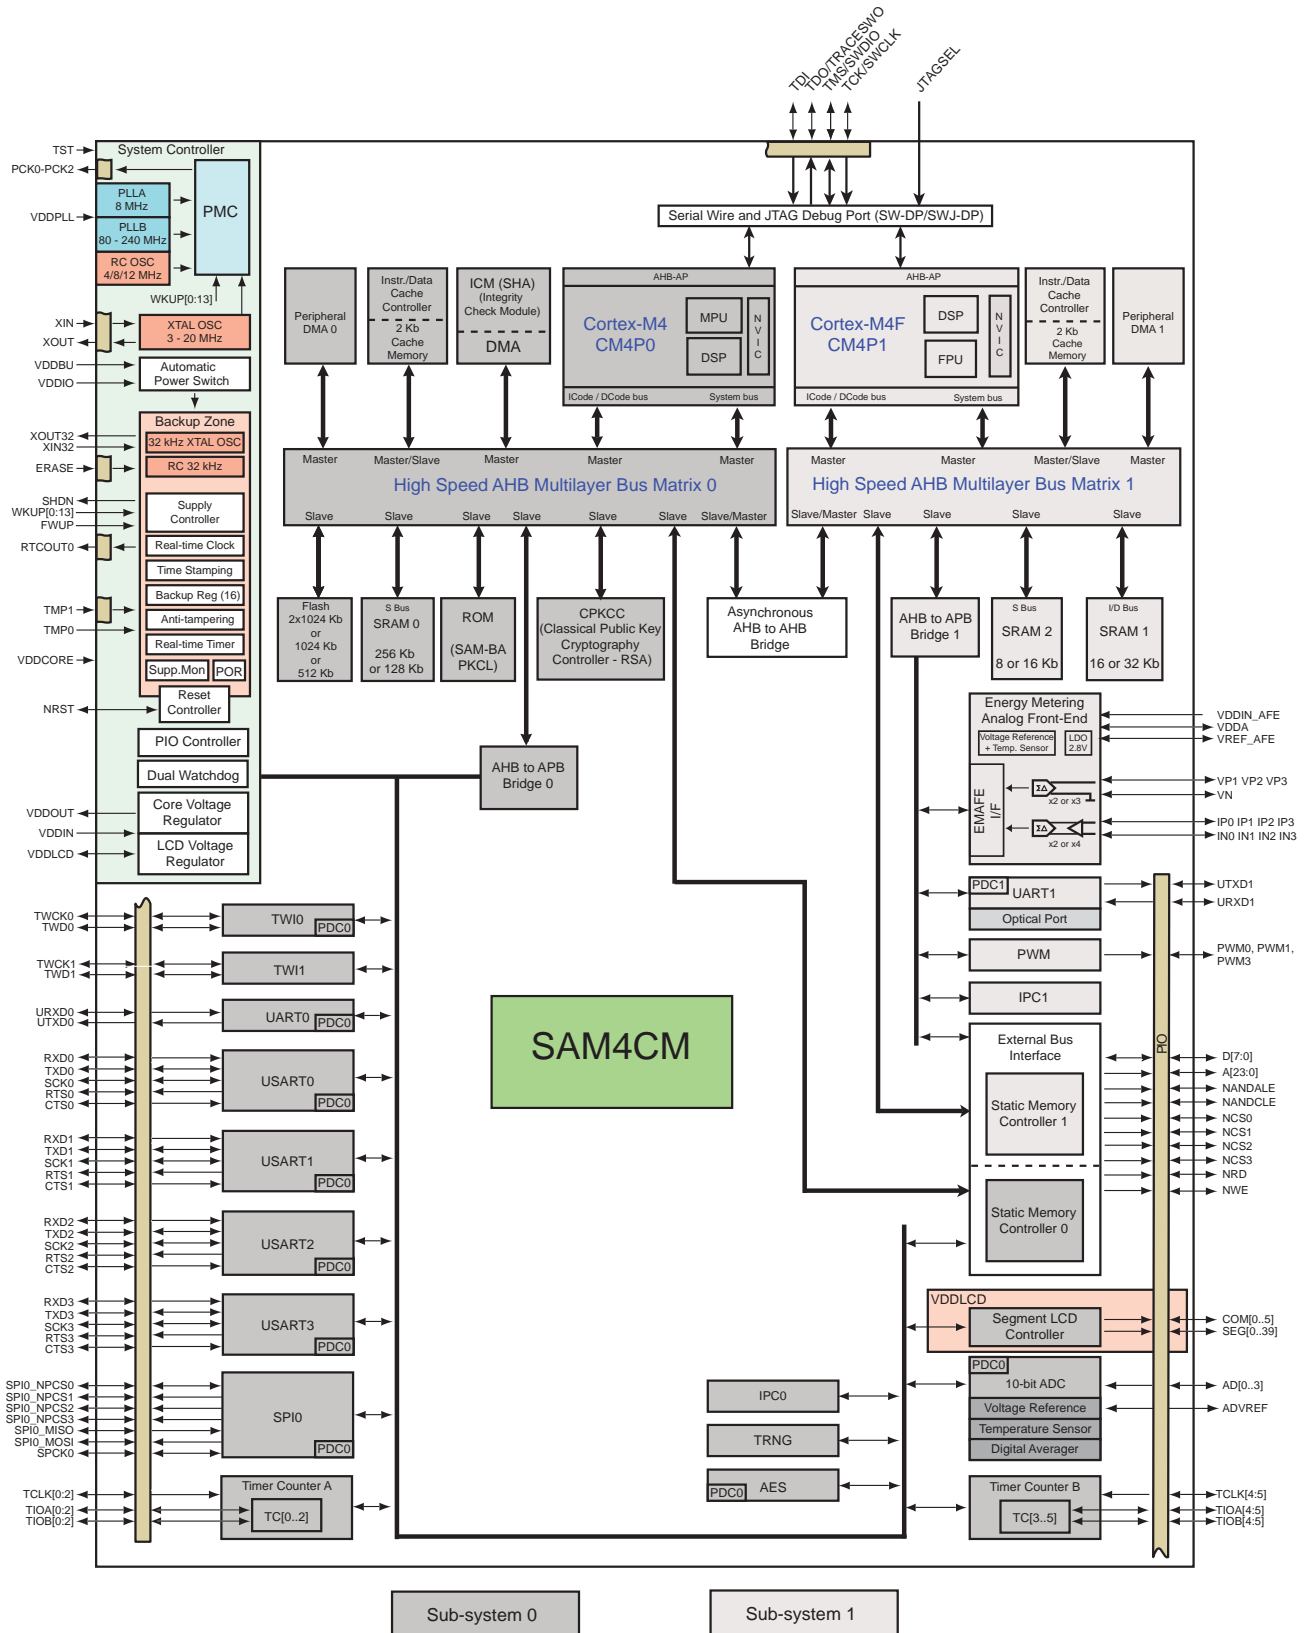 TDI
TDO/TRACESWO
TMS/SWDIO
TCK/SWCLK
JTAGSEL
TST
PCK0-PCK2
VDDPLL
XIN
XOUT
VDDBU
VDDIO
XOUT32
XIN32
ERASE
SHDN
WKUP[0:13]
FWUP
RTCOUT0
TMP1
TMP0
VDDCORE
NRST
VDDOUT
VDDIN
VDDLCD
System Controller
PLLA
8 MHz
PLLB
80 - 240 MHz
RC OSC
4/8/12 MHz
PMC
WKUP[0:13]
XTAL OSC
3 - 20 MHz
Automatic
Power Switch
Backup Zone
32 kHz XTAL OSC
RC 32 kHz
Supply
Controller
Real-time Clock
Time Stamping
Backup Reg (16)
Anti-tampering
Real-time Timer
Supp.Mon
POR
Reset
Controller
PIO Controller
Dual Watchdog
Core Voltage
Regulator
LCD Voltage
Regulator
Serial Wire and JTAG Debug Port (SW-DP/SWJ-DP)
Peripheral
DMA 0
Instr./Data
Cache
Controller
2 Kb
Cache
Memory
ICM (SHA)
(Integrity
Check Module)
DMA
AHB-AP
Cortex-M4
CM4P0
MPU
DSP
N
V
I
C
ICode / DCode bus
System bus
AHB-AP
Cortex-M4F
CM4P1
DSP
FPU
N
V
I
C
ICode / DCode bus
System bus
Instr./Data
Cache
Controller
2 Kb
Cache
Memory
Peripheral
DMA 1
Master
Master/Slave
Master
Master
Master
High Speed AHB Multilayer Bus Matrix 0
Slave
Slave
Slave
Slave
Slave
Slave
Slave/Master
Master
Master
Master/Slave
Master
High Speed AHB Multilayer Bus Matrix 1
Slave/Master
Slave
Slave
Slave
Slave
Flash
2x1024 Kb
or
1024 Kb
or
512 Kb
S Bus
SRAM 0
256 Kb
or 128 Kb
ROM
(SAM-BA
PKCL)
CPKCC
(Classical Public Key
Cryptography
Controller - RSA)
Asynchronous
AHB to AHB
Bridge
AHB to APB
Bridge 1
S Bus
SRAM 2
8 or 16 Kb
I/D Bus
SRAM 1
16 or 32 Kb
AHB to APB
Bridge 0
Energy Metering
Analog Front-End
Voltage Reference
+ Temp. Sensor
LDO
2.8V
EMAFE
I/F
ΣΔ
x2 or x3
ΣΔ
x2 or x4
VDDIN_AFE
VDDA
VREF_AFE
VP1 VP2 VP3
VN
IP0 IP1 IP2 IP3
IN0 IN1 IN2 IN3
PDC1
UART1
Optical Port
UTXD1
URXD1
PWM
PWM0, PWM1,
PWM3
IPC1
External Bus
Interface
Static Memory
Controller 1
Static Memory
Controller 0
PIO
D[7:0]
A[23:0]
NANDALE
NANDCLE
NCS0
NCS1
NCS2
NCS3
NRD
NWE
VDDLCD
Segment LCD
Controller
COM[0..5]
SEG[0..39]
PDC0
10-bit ADC
Voltage Reference
Temperature Sensor
Digital Averager
AD[0..3]
ADVREF
Timer Counter B
TC[3..5]
TCLK[4:5]
TIOA[4:5]
TIOB[4:5]
SAM4CM
IPC0
TRNG
AES
PDC0
TWCK0
TWD0
TWI0
PDC0
TWCK1
TWD1
TWI1
URXD0
UTXD0
UART0
PDC0
RXD0
TXD0
SCK0
RTS0
CTS0
USART0
PDC0
RXD1
TXD1
SCK1
RTS1
CTS1
USART1
PDC0
RXD2
TXD2
SCK2
RTS2
CTS2
USART2
PDC0
RXD3
TXD3
SCK3
RTS3
CTS3
USART3
PDC0
SPI0_NPCS0
SPI0_NPCS1
SPI0_NPCS2
SPI0_NPCS3
SPI0_MISO
SPI0_MOSI
SPCK0
SPI0
PDC0
TCLK[0:2]
TIOA[0:2]
TIOB[0:2]
Timer Counter A
TC[0..2]
Sub-system 0
Sub-system 1